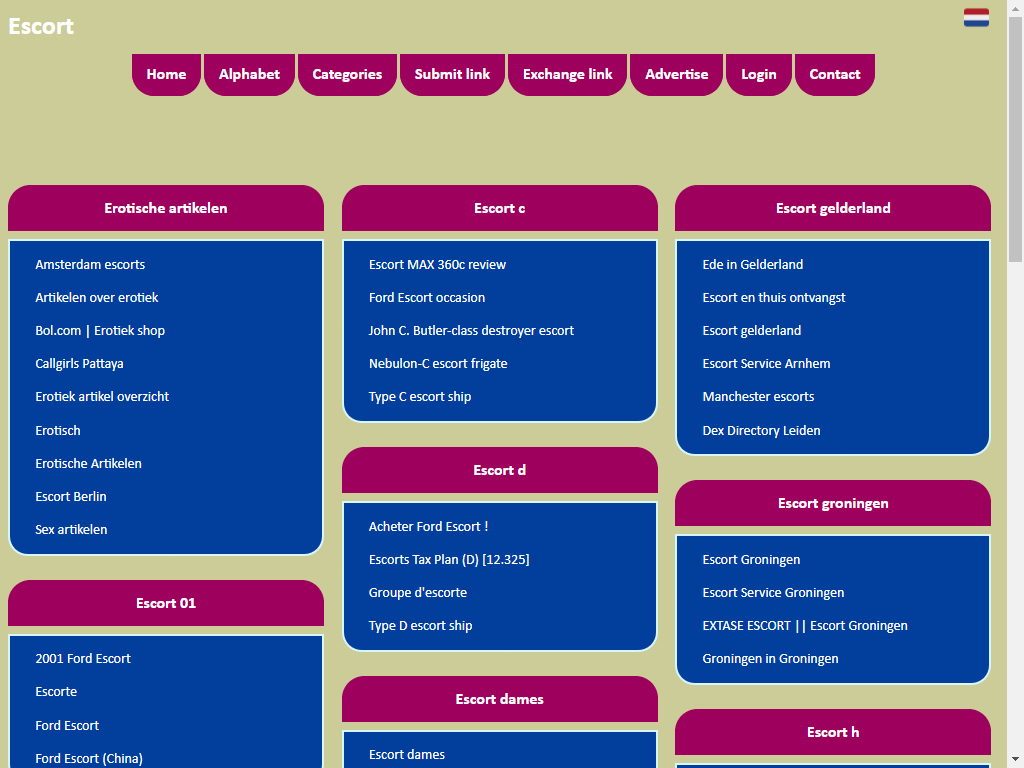 Escort
Home
Alphabet
Categories
Submit link
Exchange link
Advertise
Login
Contact
Erotische artikelen
Amsterdam escorts
Artikelen over erotiek
Bol.com | Erotiek shop
Callgirls Pattaya
Erotiek artikel overzicht
Erotisch
Erotische Artikelen
Escort Berlin
Sex artikelen
Escort 01
2001 Ford Escort
Escorte
Ford Escort
Ford Escort (China)
Escort c
Escort MAX 360c review
Ford Escort occasion
John C. Butler-class destroyer escort
Nebulon-C escort frigate
Type C escort ship
Escort d
Acheter Ford Escort !
Escorts Tax Plan (D) [12.325]
Groupe d'escorte
Type D escort ship
Escort dames
Escort dames
Escort gelderland
Ede in Gelderland
Escort en thuis ontvangst
Escort gelderland
Escort Service Arnhem
Manchester escorts
Dex Directory Leiden
Escort groningen
Escort Groningen
Escort Service Groningen
EXTASE ESCORT || Escort Groningen
Groningen in Groningen
Escort h